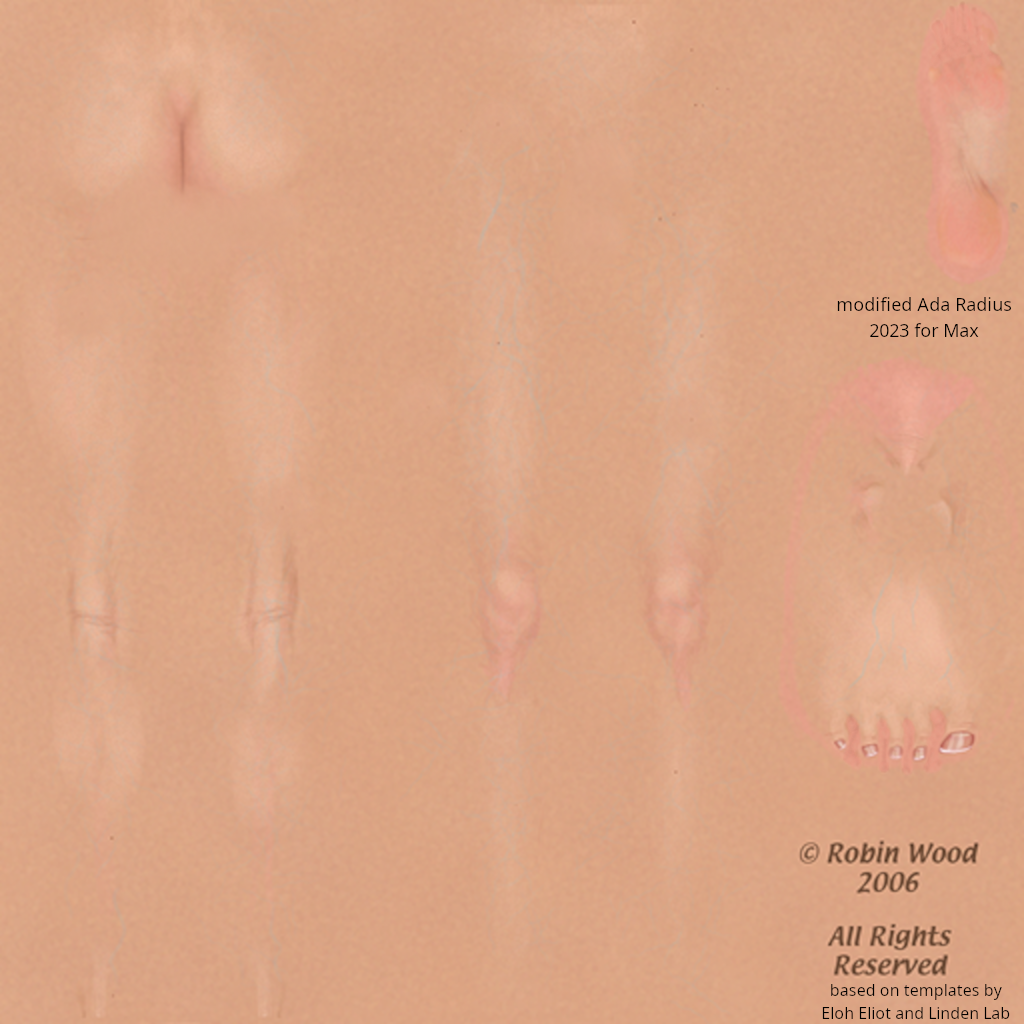 modified Ada Radius
2023 for Max
© Robin Wood
2006
All Rights
Reserved
based on templates by
Eloh Eliot and Linden Lab